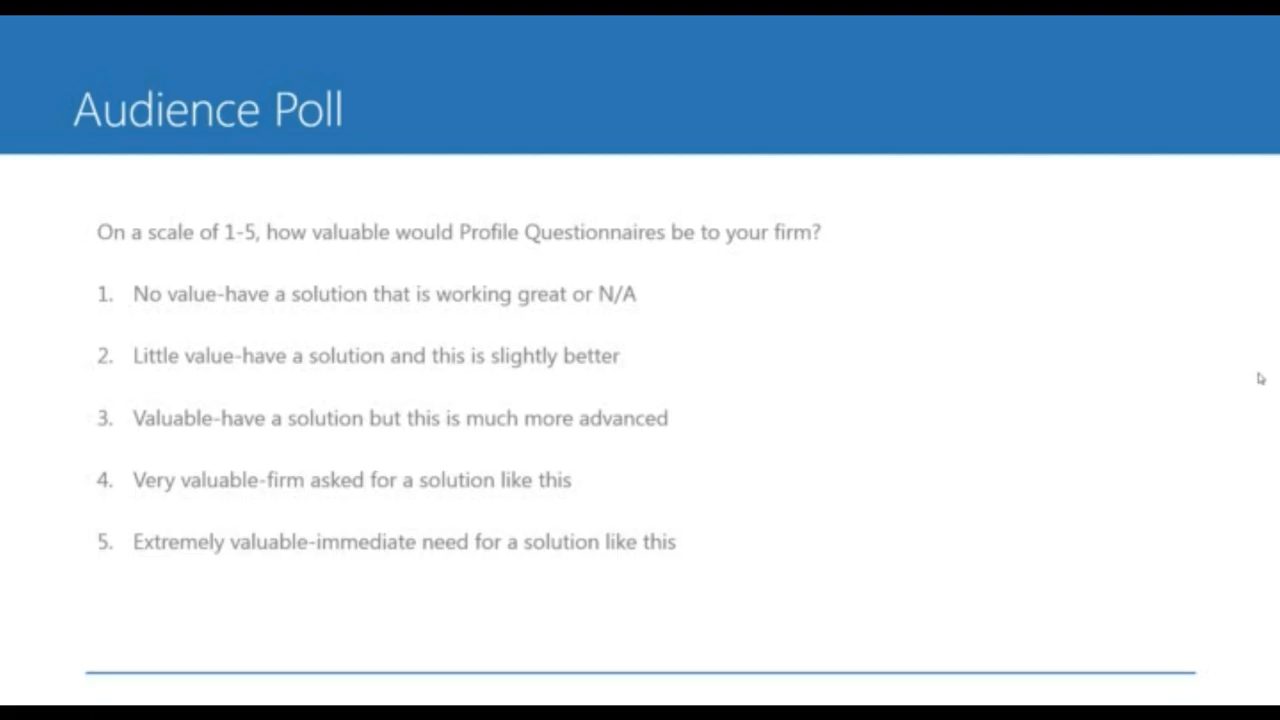 Audience Poll
On a scale of 1-5, how valuable would Profile Questionnaires be to your firm?
1. No value-have a solution that is working great or N/A
2. Little value-have a solution and this is slightly better
3. Valuable-have a solution but this is much more advanced
4. Very valuable-firm asked for a solution like this
5. Extremely valuable-immediate need for a solution like this